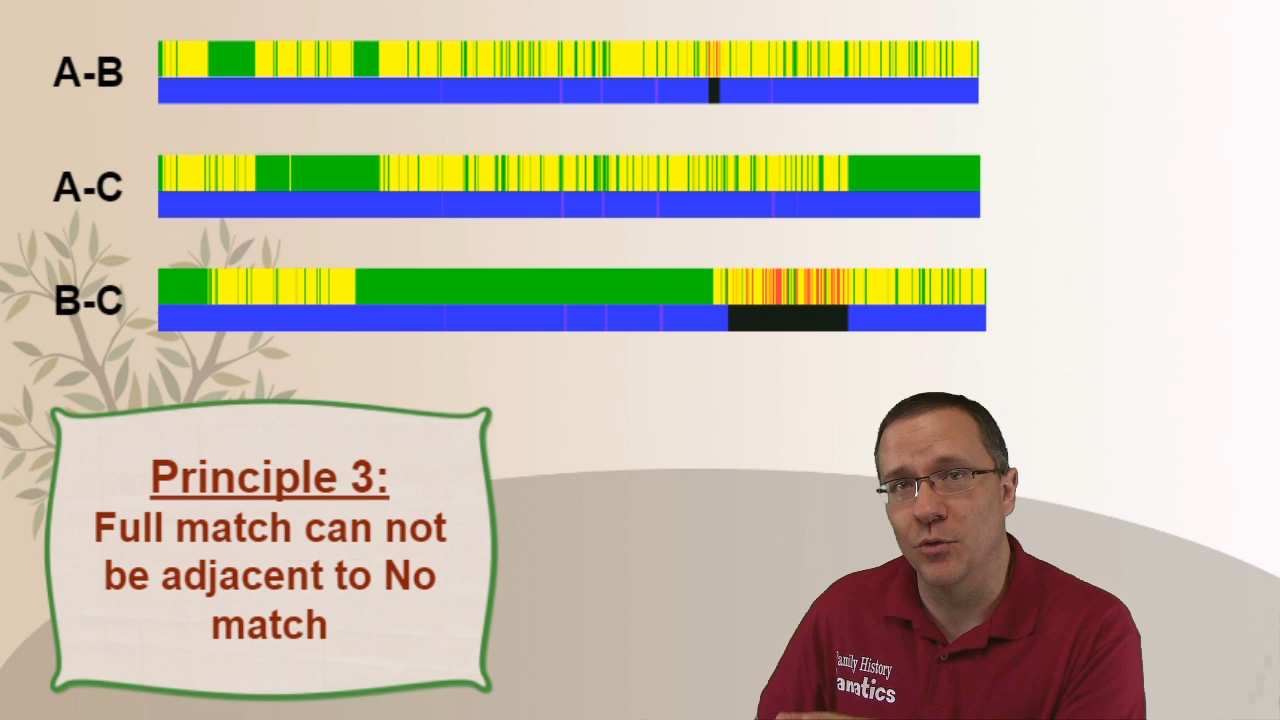 A-B
A-C
B-C
Principle 3:
Full match can not
be adjacent to No
match
amily History
anatics